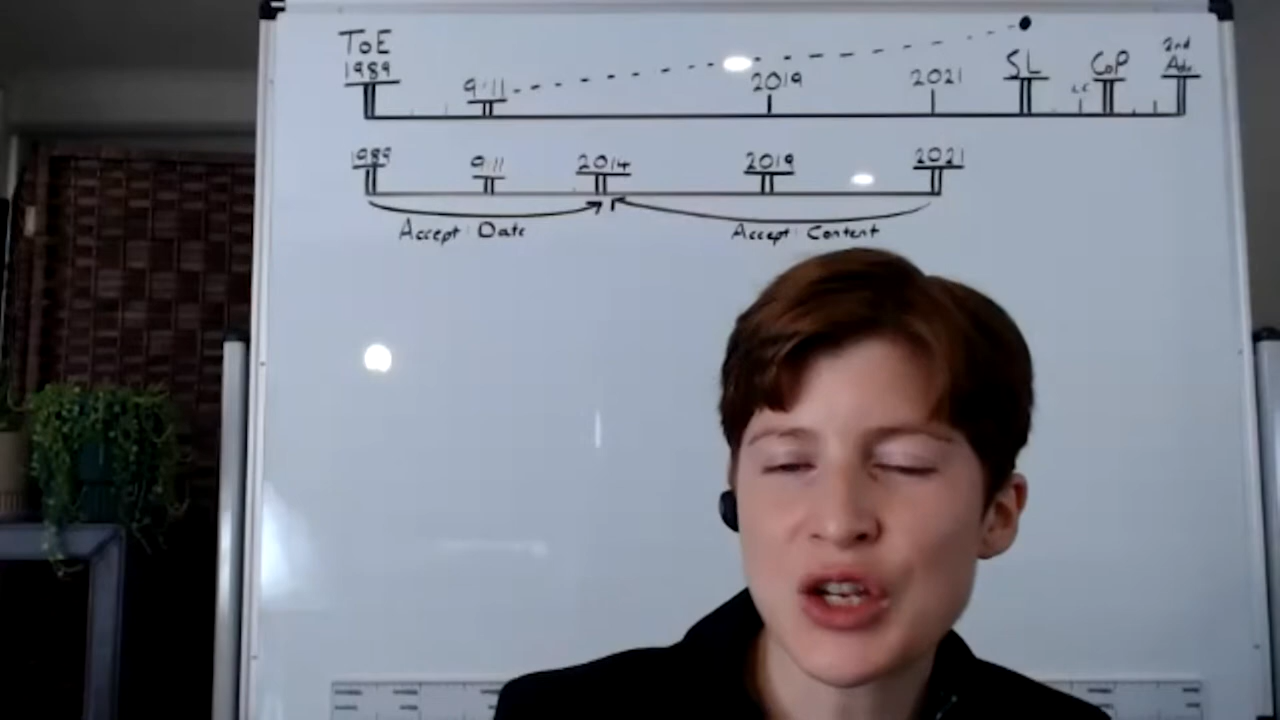 ToE
1989 9:11 2019 2021 SL LC CoP 2nd Adv.
1989 9:11 2014 2019 2021
Accept: Date Accept: Content